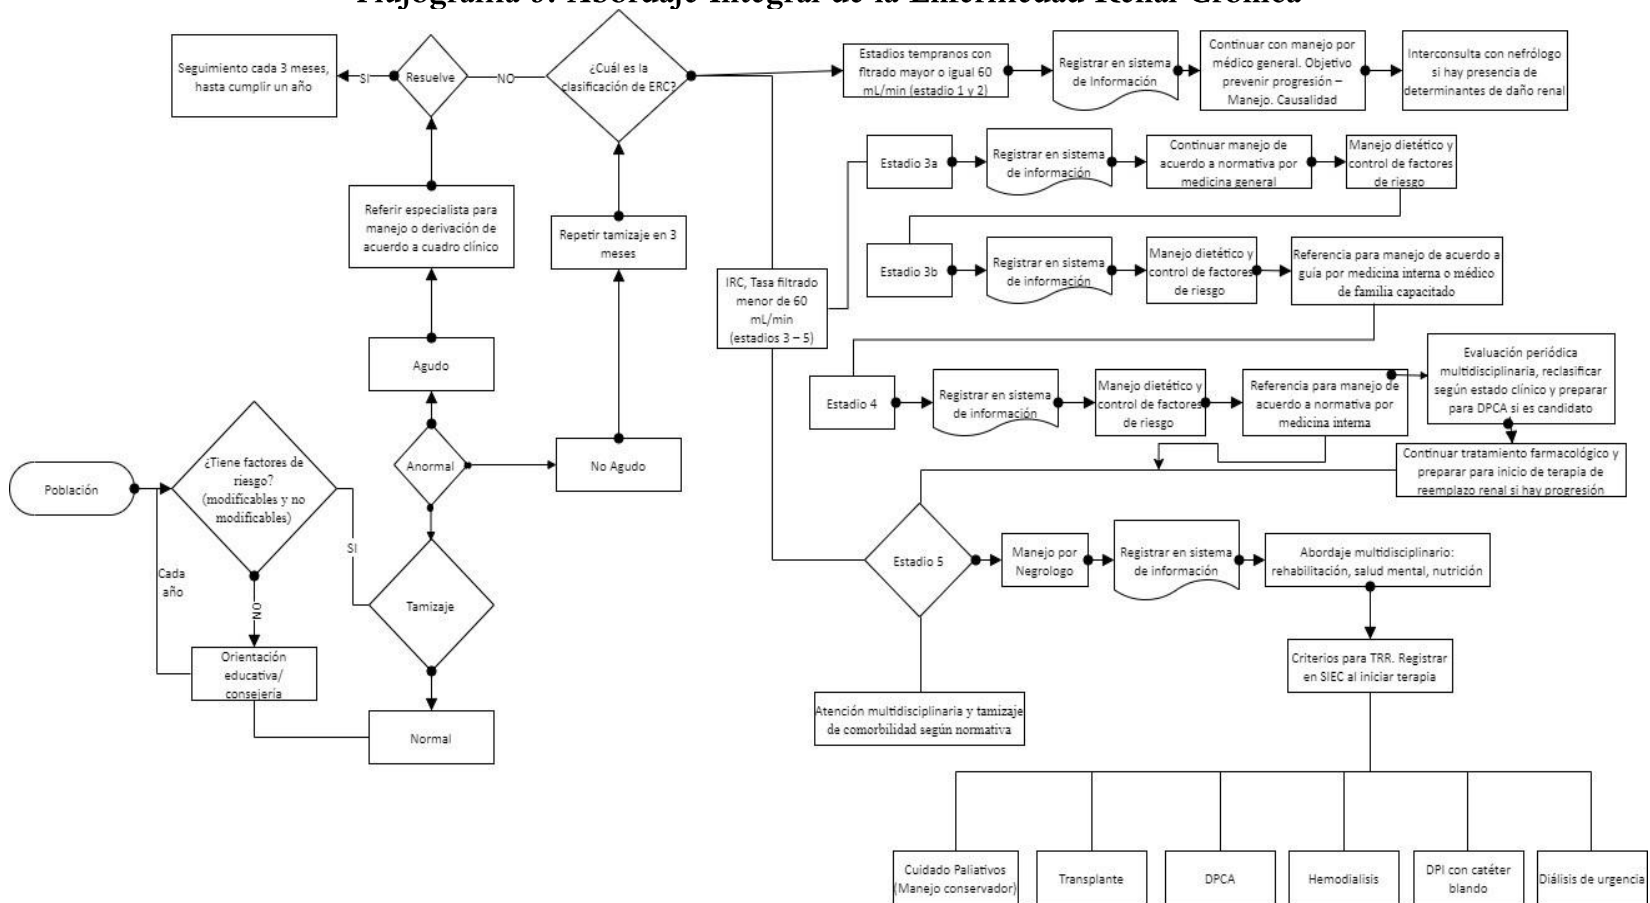 Flujograma 9. Abordaje Integral de la Enfermedad Renal Crónica
Seguimiento cada 3 meses,
hasta cumplir un año
SI
Resuelve
NO
¿Cuál es la
clasificación de ERC?
Estadios tempranos con
filtrado mayor o igual 60
mL/min (estadio 1 y 2)
Registrar en sistema
de Información
Continuar con manejo por
médico general. Objetivo
prevenir progresión –
Manejo. Causalidad
Interconsulta con nefrólogo
si hay presencia de
determinantes de daño renal
Estadio 3a
Registrar en sistema
de información
Continuar manejo de
acuerdo a normativa por
medicina general
Manejo dietético y
control de factores
de riesgo
Referir especialista para
manejo o derivación de
acuerdo a cuadro clínico
Repetir tamizaje en 3
meses
Estadio 3b
Registrar en sistema
de información
Manejo dietético y
control de factores
de riesgo
Referencia para manejo de acuerdo a
guía por medicina interna o médico
de familia capacitado
IRC, Tasa filtrado
menor de 60
mL/min
(estadios 3 – 5)
Agudo
Estadio 4
Registrar en sistema
de información
Manejo dietético y
control de factores
de riesgo
Referencia para manejo de
acuerdo a normativa por
medicina interna
Evaluación periódica
multidisciplinaria, reclasificar
según estado clínico y preparar
para DPCA si es candidato
Continuar tratamiento farmacológico y
preparar para inicio de terapia de
reemplazo renal si hay progresión
Población
¿Tiene factores de
riesgo?
(modificables y no
modificables)
Anormal
No Agudo
SI
Cada
año
NO
Tamizaje
Estadio 5
Manejo por
Negrologo
Registrar en sistema
de información
Abordaje multidisciplinario:
rehabilitación, salud mental, nutrición
Orientación
educativa/
consejería
Normal
Criterios para TRR. Registrar
en SIEC al iniciar terapia
Atención multidisciplinaria y tamizaje
de comorbilidad según normativa
Cuidado Paliativos
(Manejo conservador)
Transplante
DPCA
Hemodialisis
DPI con catéter
blando
Diálisis de urgencia